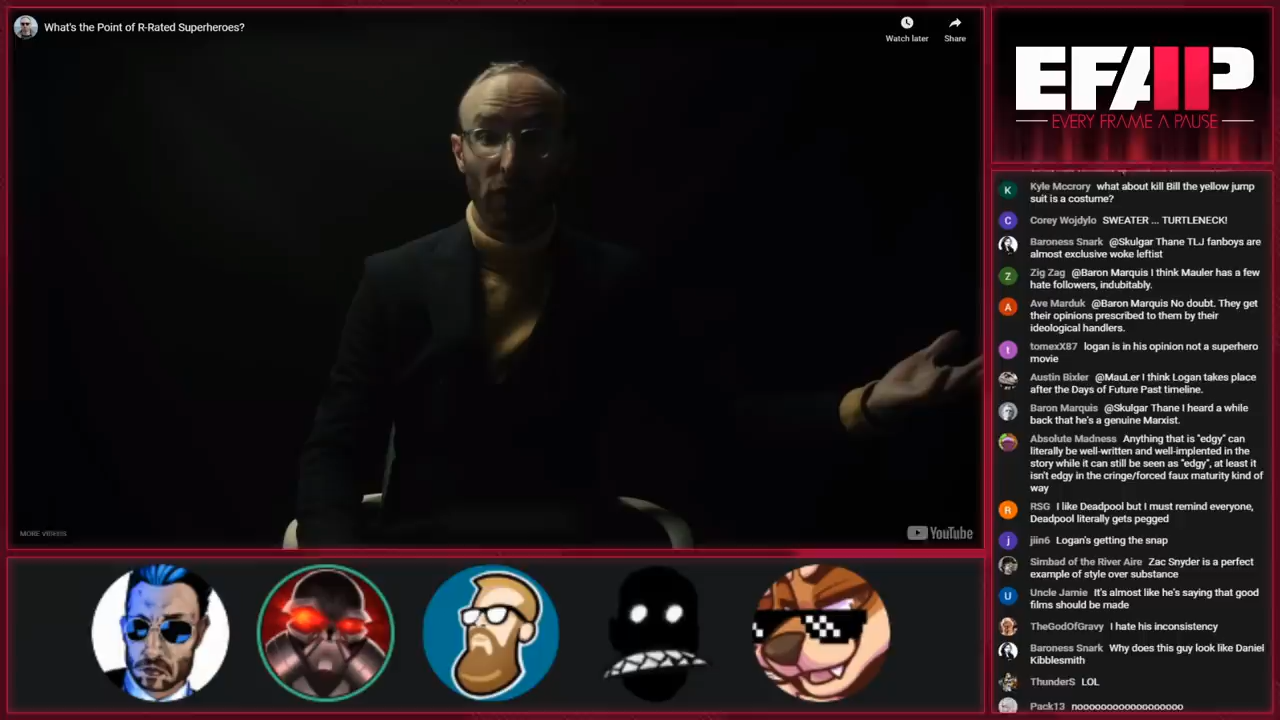 What's the Point of R-Rated Superheroes?
Watch later
Share
MORE VIDEOS
YouTube
EFAP
EVERY FRAME A PAUSE
K Kyle Mccrory what about kill Bill the yellow jump
suit is a costume?
C Corey Wojdylo SWEATER ... TURTLENECK!
Baroness Snark @Skulgar Thane TLJ fanboys are
almost exclusive woke leftist
Z Zig Zag @Baron Marquis I think Mauler has a few
hate followers, indubitably.
A Ave Marduk @Baron Marquis No doubt. They get
their opinions prescribed to them by their
ideological handlers.
t tomexX87 logan is in his opinion not a superhero
movie
Austin Bixler @MauLer I think Logan takes place
after the Days of Future Past timeline.
Baron Marquis @Skulgar Thane I heard a while
back that he's a genuine Marxist.
Absolute Madness Anything that is "edgy" can
literally be well-written and well-implented in the
story while it can still be seen as "edgy", at least it
isn't edgy in the cringe/forced faux maturity kind of
way
R RSG I like Deadpool but I must remind everyone,
Deadpool literally gets pegged
j jiin6 Logan's getting the snap
Simbad of the River Aire Zac Snyder is a perfect
example of style over substance
U Uncle Jamie It's almost like he's saying that good
films should be made
TheGodOfGravy I hate his inconsistency
Baroness Snark Why does this guy look like Daniel
Kibblesmith
ThunderS LOL
Pack13 noooooooooooooooooo